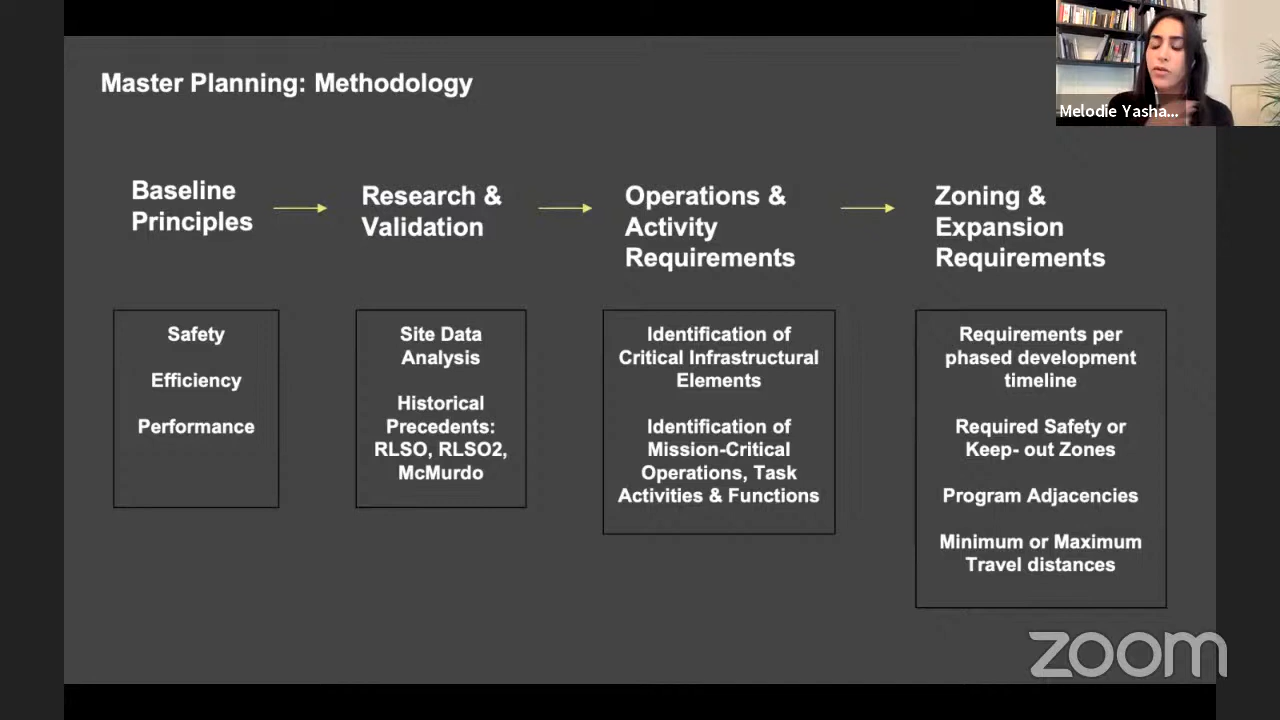 Master Planning: Methodology
Melodie Yasha...
Baseline
Principles
Research &
Validation
Operations &
Activity
Requirements
Zoning &
Expansion
Requirements
Safety
Efficiency
Performance
Site Data
Analysis
Historical
Precedents:
RLSO, RLSO2,
McMurdo
Identification of
Critical Infrastructural
Elements
Identification of
Mission-Critical
Operations, Task
Activities & Functions
Requirements per
phased development
timeline
Required Safety or
Keep- out Zones
Program Adjacencies
Minimum or Maximum
Travel distances
zoom